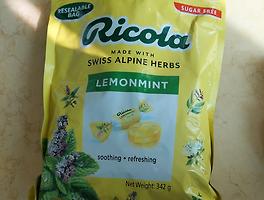 RESEALABLE
BAG
SUGAR FREE
Ricola
MADE WITH
SWISS ALPINE HERBS
LEMONMINT
soothing • refreshing
Net Weight: 342 g